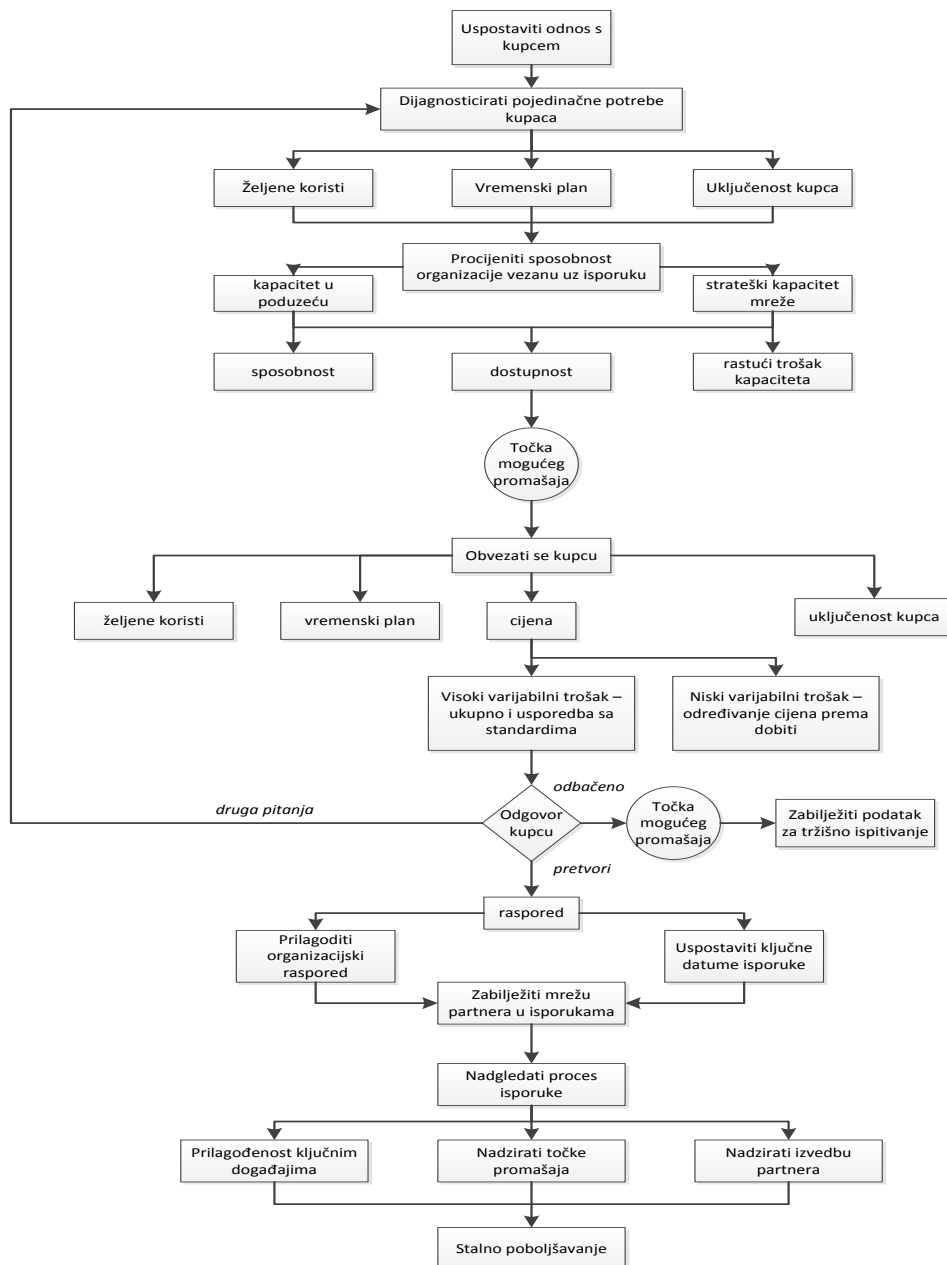 Uspostaviti odnos s
kupcem
Dijagnosticirati pojedinačne potrebe
kupaca
Željene koristi
Vremenski plan
Uključenost kupca
Procijeniti sposobnost
organizacije vezanu uz isporuku
kapacitet u
poduzeću
strateški kapacitet
mreže
sposobnost
dostupnost
rastući trošak
kapaciteta
Točka
mogućeg
promašaja
Obvezati se kupcu
željene koristi
vremenski plan
cijena
uključenost kupca
Visoki varijabilni trošak –
ukupno i usporedba sa
standardima
Niski varijabilni trošak –
određivanje cijena prema
dobiti
druga pitanja
Odgovor
kupcu
odbačeno
Točka
mogućeg
promašaja
Zabilježiti podatak
za tržišno ispitivanje
pretvori
raspored
Prilagoditi
organizacijski
raspored
Uspostaviti ključne
datume isporuke
Zabilježiti mrežu
partnera u isporukama
Nadgledati proces
isporuke
Prilagođenost ključnim
događajima
Nadzirati točke
promašaja
Nadzirati izvedbu
partnera
Stalno poboljšavanje